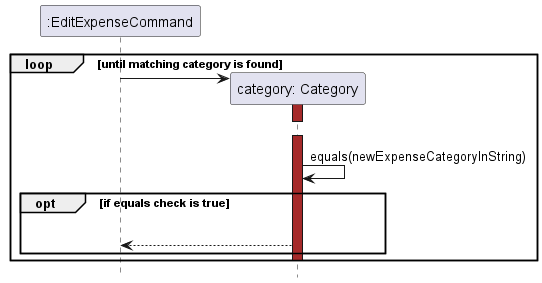 :EditExpenseCommand
loop [until matching category is found]
category: Category
equals(newExpenseCategoryInString)
opt [if equals check is true]